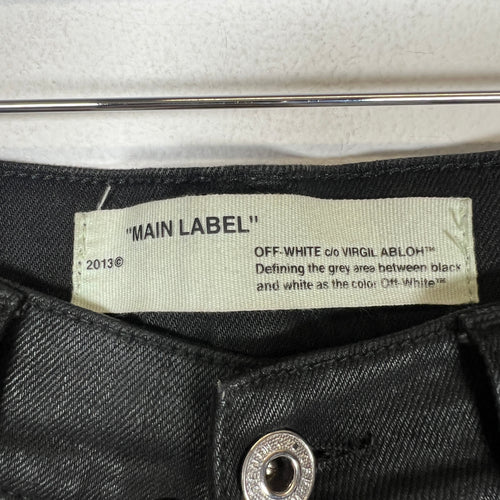 "MAIN LABEL"
2013©
OFF-WHITE c/o VIRGIL ABLOH™
Defining the grey area between black
and white as the color Off-White™